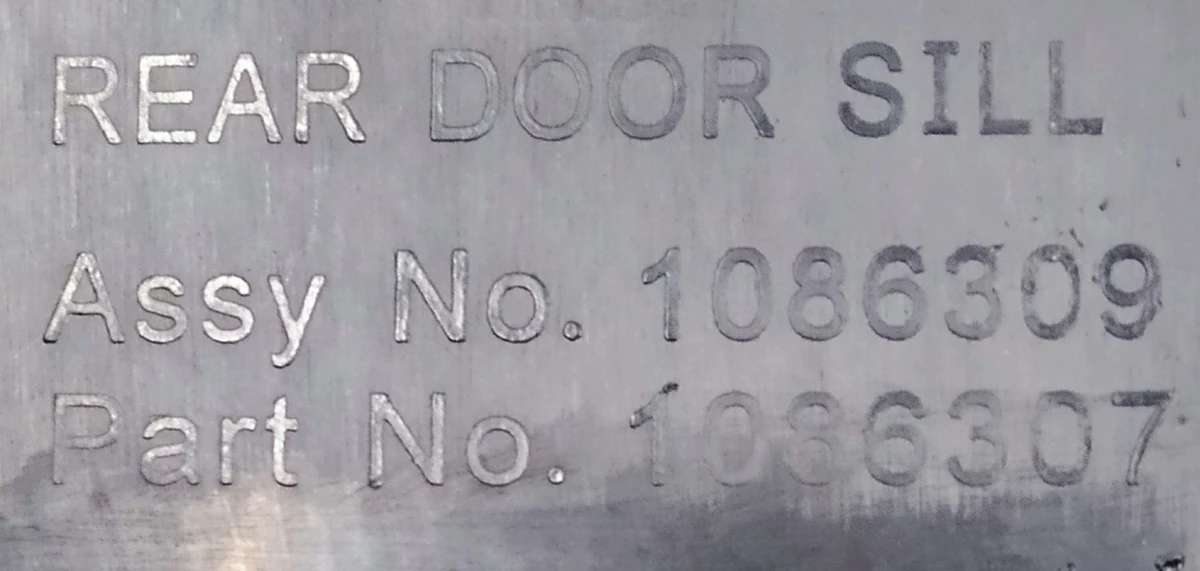 REAR DOOR SILL
Assy No. 1086309
Part No. 1086307